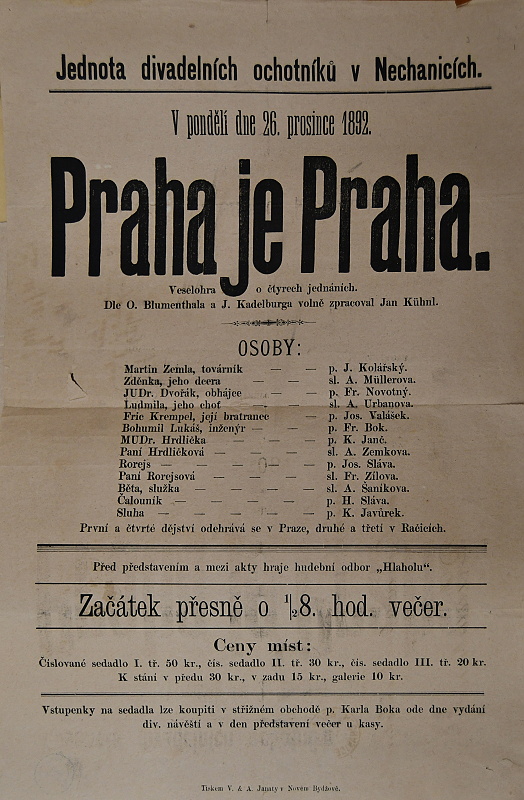 Jednota divadelních ochotníků v Nechanicích.
V pondělí dne 26. prosince 1892.
Praha je Praha.
Veselohra o čtyrech jednáních.
Dle O. Blumenthala a J. Kadelburga volně zpracoval Jan Kühnl.
OSOBY:
Martin Zemla, továrník — — p. J. Kolářský.
Zděnka, jeho dcera — — — sl. A. Müllerova.
JUDr. Dvořák, obhájce — — p. Fr. Novotný.
Ludmila, jeho choť — — — sl. A. Urbanova.
Fric Krempel, její bratranec — p. Jos. Valášek.
Bohumil Lukáš, inženýr — — — p. Fr. Bok.
MUDr. Hrdlička — — — — p. K. Janč.
Paní Hrdličková — — — — sl. A. Zemkova.
Rorejs — — — — — — p. Jos. Sláva.
Paní Rorejsová — — — — sl. Fr. Zílova.
Běta, služka — — — — — sl. A. Šaníkova.
Čalouník — — — — — — p. H. Sláva.
Sluha — — — — — — p. K. Javůrek.
První a čtvrté dějství odehrává se v Praze, druhé a třetí v Račicích.
Před představením a mezi akty hraje hudební odbor „Hlaholu“.
Začátek přesně o 1/28. hod. večer.
Ceny míst:
Číslované sedadlo I. tř. 50 kr., čís. sedadlo II. tř. 30 kr., čís. sedadlo III. tř. 20 kr.
K stání v předu 30 kr., v zadu 15 kr., galerie 10 kr.
Vstupenky na sedadla lze koupiti v střižném obchodě p. Karla Boka ode dne vydání
div. návěští a v den představení večer u kasy.
Tiskem V. & A. Janaty v Novém Bydžově.